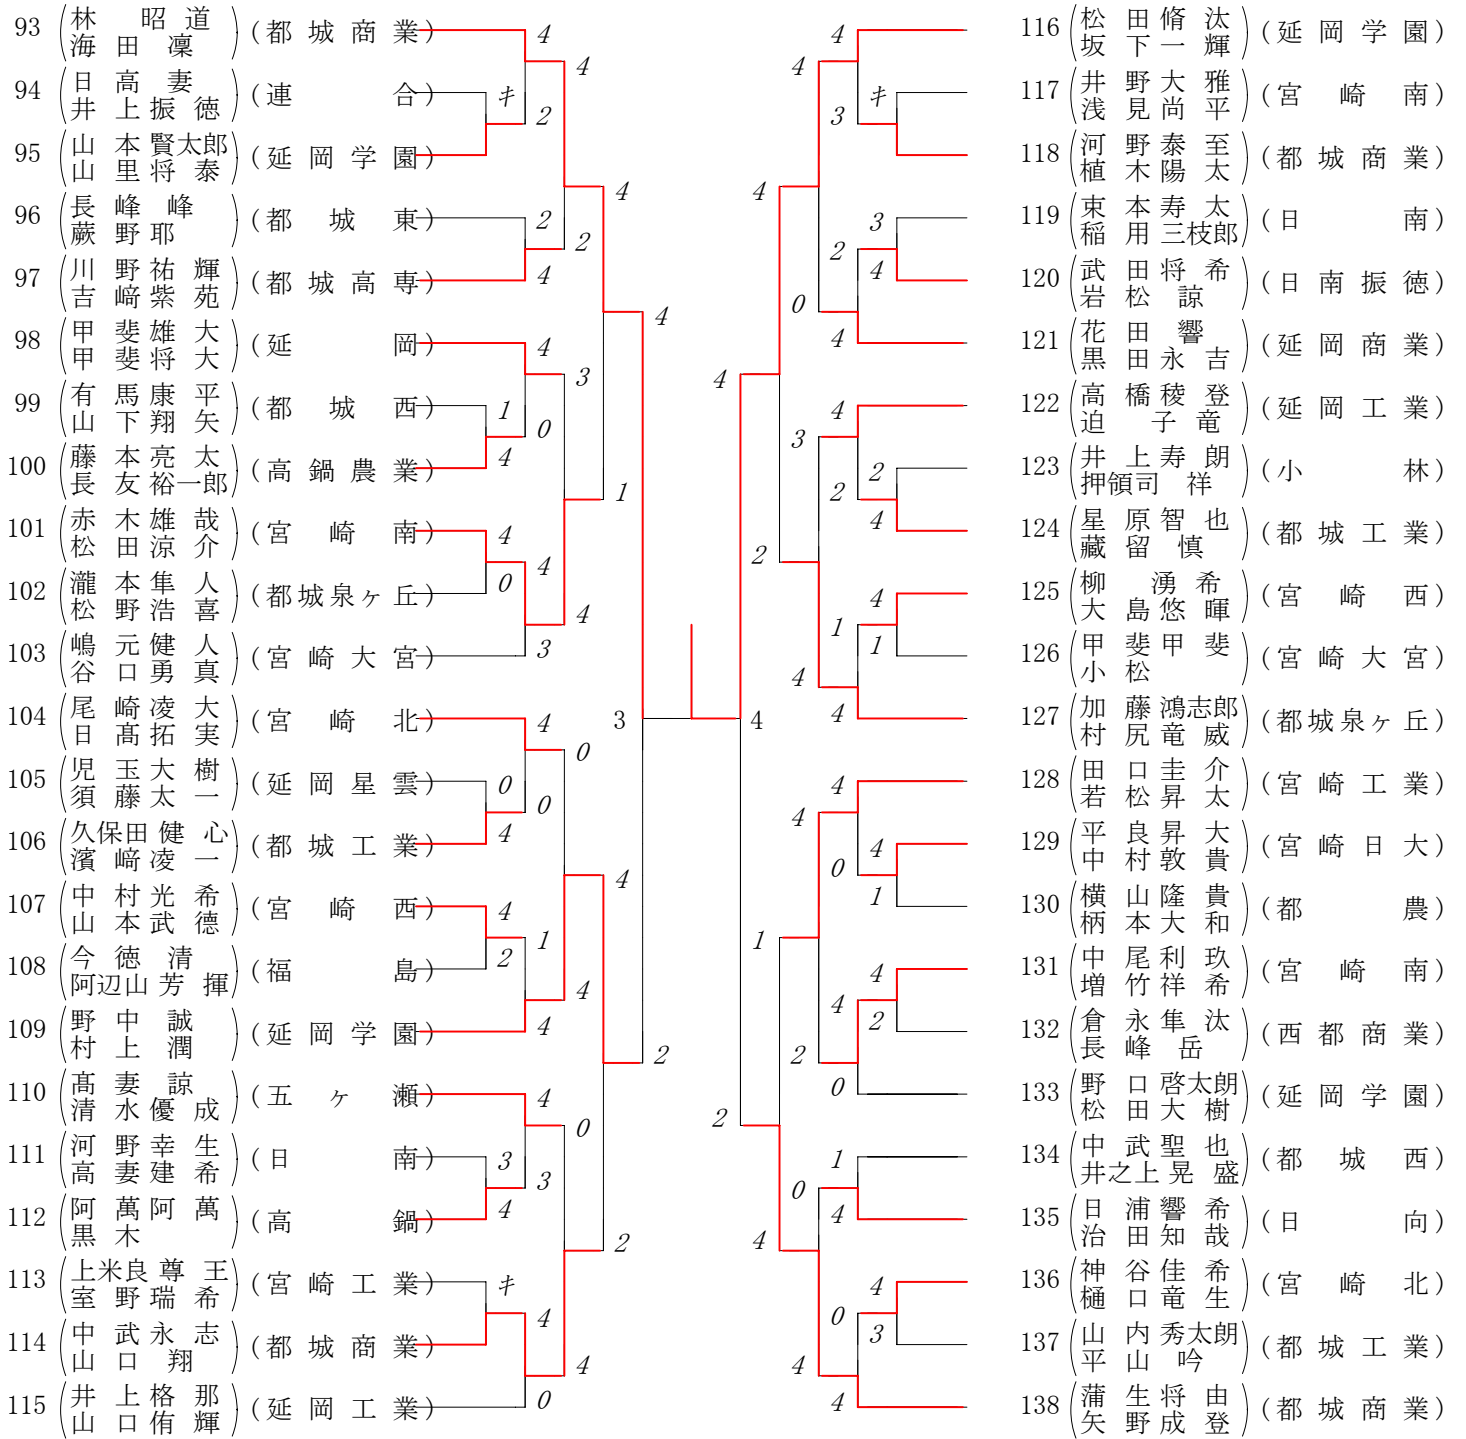 93 (林 昭道 海田 凜) (都城商業)
94 (日高 妻 井上振徳) (連合)
95 (山本賢太郎 山里将泰) (延岡学園)
96 (長峰 峰 蕨野 耶) (都城東)
97 (川野祐輝 吉﨑紫苑) (都城高専)
98 (甲斐雄大 甲斐将大) (延岡)
99 (有馬康平 山下翔矢) (都城西)
100 (藤本亮太 長友裕一郎) (高鍋農業)
101 (赤木雄哉 松田涼介) (宮崎南)
102 (瀧本隼人 松野浩喜) (都城泉ヶ丘)
103 (嶋元健人 谷口勇真) (宮崎大宮)
104 (尾崎凌大 日髙拓実) (宮崎北)
105 (児玉大樹 須藤太一) (延岡星雲)
106 (久保田健心 濱﨑凌一) (都城工業)
107 (中村光希 山本武德) (宮崎西)
108 (今徳 清 阿辺山芳揮) (福島)
109 (野中 誠 村上 潤) (延岡学園)
110 (髙妻 諒 清水優成) (五ヶ瀬)
111 (河野幸生 高妻建希) (日南)
112 (阿萬阿萬 黒木) (高鍋)
113 (上米良尊王 室野瑞希) (宮崎工業)
114 (中武永志 山口 翔) (都城商業)
115 (井上格那 山口侑輝) (延岡工業)
4 4 キ 2 4 2 2 4 4 4 3 1 0 4 1 4 4 0 4 3
3 4 0 0 0 4 4 4 1 2 4 4 2 4 0 3 3 4 2 キ 4 4 0
116 (松田脩汰 坂下一輝) (延岡学園)
117 (井野大雅 浅見尚平) (宮崎南)
118 (河野泰至 植木陽太) (都城商業)
119 (束本寿太 稲用三枝郎) (日南)
120 (武田将希 岩松 諒) (日南振徳)
121 (花田 響 黒田永吉) (延岡商業)
122 (高橋稜登 迫 子竜) (延岡工業)
123 (井上寿朗 押領司 祥) (小林)
124 (星原智也 藏留 慎) (都城工業)
125 (柳 湧希 大島悠暉) (宮崎西)
126 (甲斐甲斐 小松) (宮崎大宮)
127 (加藤鴻志郎 村尻竜威) (都城泉ヶ丘)
128 (田口圭介 若松昇太) (宮崎工業)
129 (平良昇大 中村敦貴) (宮崎日大)
130 (横山隆貴 柄本大和) (都農)
131 (中尾利玖 増竹祥希) (宮崎南)
132 (倉永隼汰 長峰 岳) (西都商業)
133 (野口啓太朗 松田大樹) (延岡学園)
134 (中武聖也 井之上晃盛) (都城西)
135 (日浦響希 治田知哉) (日向)
136 (神谷佳希 樋口竜生) (宮崎北)
137 (山内秀太朗 平山 吟) (都城工業)
138 (蒲生将由 矢野成登) (都城商業)
4 4 キ 3 4 3 2 4 0 4 4 4 3 2 2 4 2 4 1 1 4 4
4 4 4 4 0 1 1 4 4 2 2 0 2 1 0 4 4 4 0 3 4 4